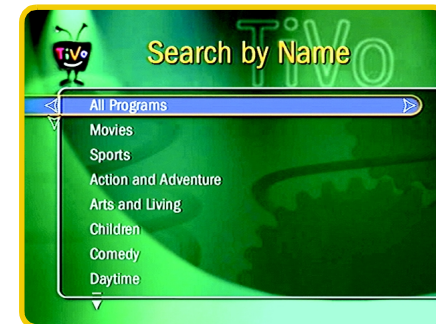 TiVo
TiVo
Search by Name
All Programs
Movies
Sports
Action and Adventure
Arts and Living
Children
Comedy
Daytime